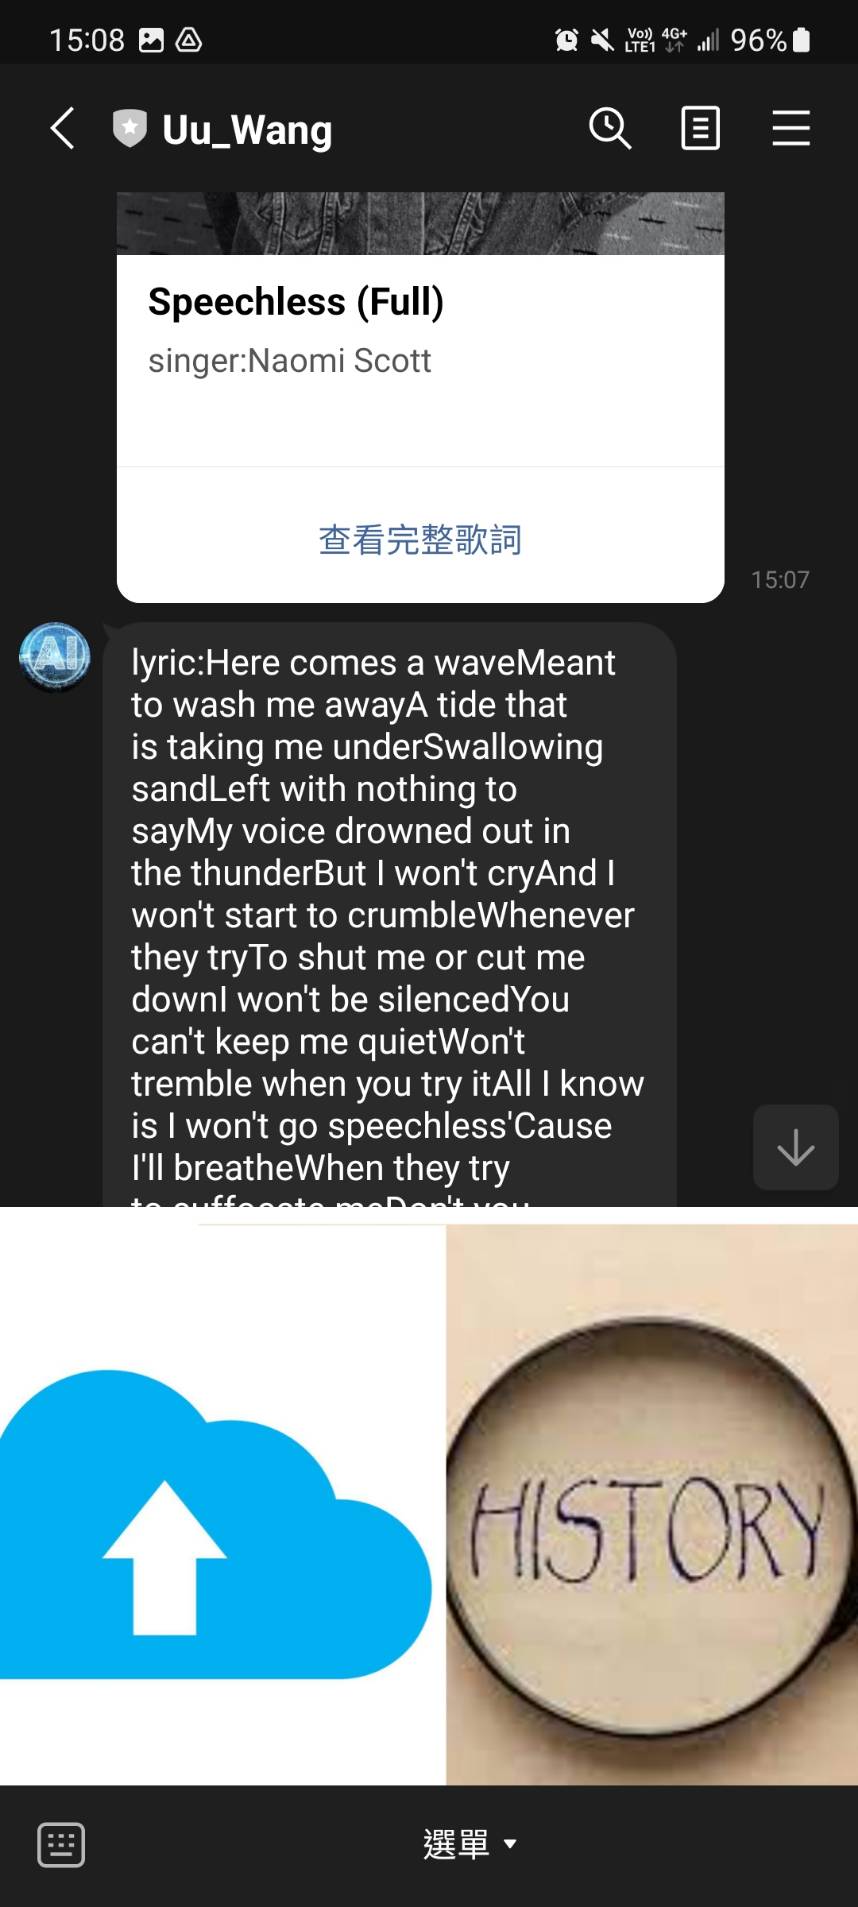 15:08 Vo)) LTE1 4G+ 96%
Uu_Wang
Speechless (Full)
singer:Naomi Scott
查看完整歌詞
15:07
AI
lyric:Here comes a waveMeant
to wash me awayA tide that
is taking me underSwallowing
sandLeft with nothing to
sayMy voice drowned out in
the thunderBut I won't cryAnd I
won't start to crumbleWhenever
they tryTo shut me or cut me
downI won't be silencedYou
can't keep me quietWon't
tremble when you try itAll I know
is I won't go speechless'Cause
I'll breatheWhen they try
to suffocate meDon't you
HISTORY
選單